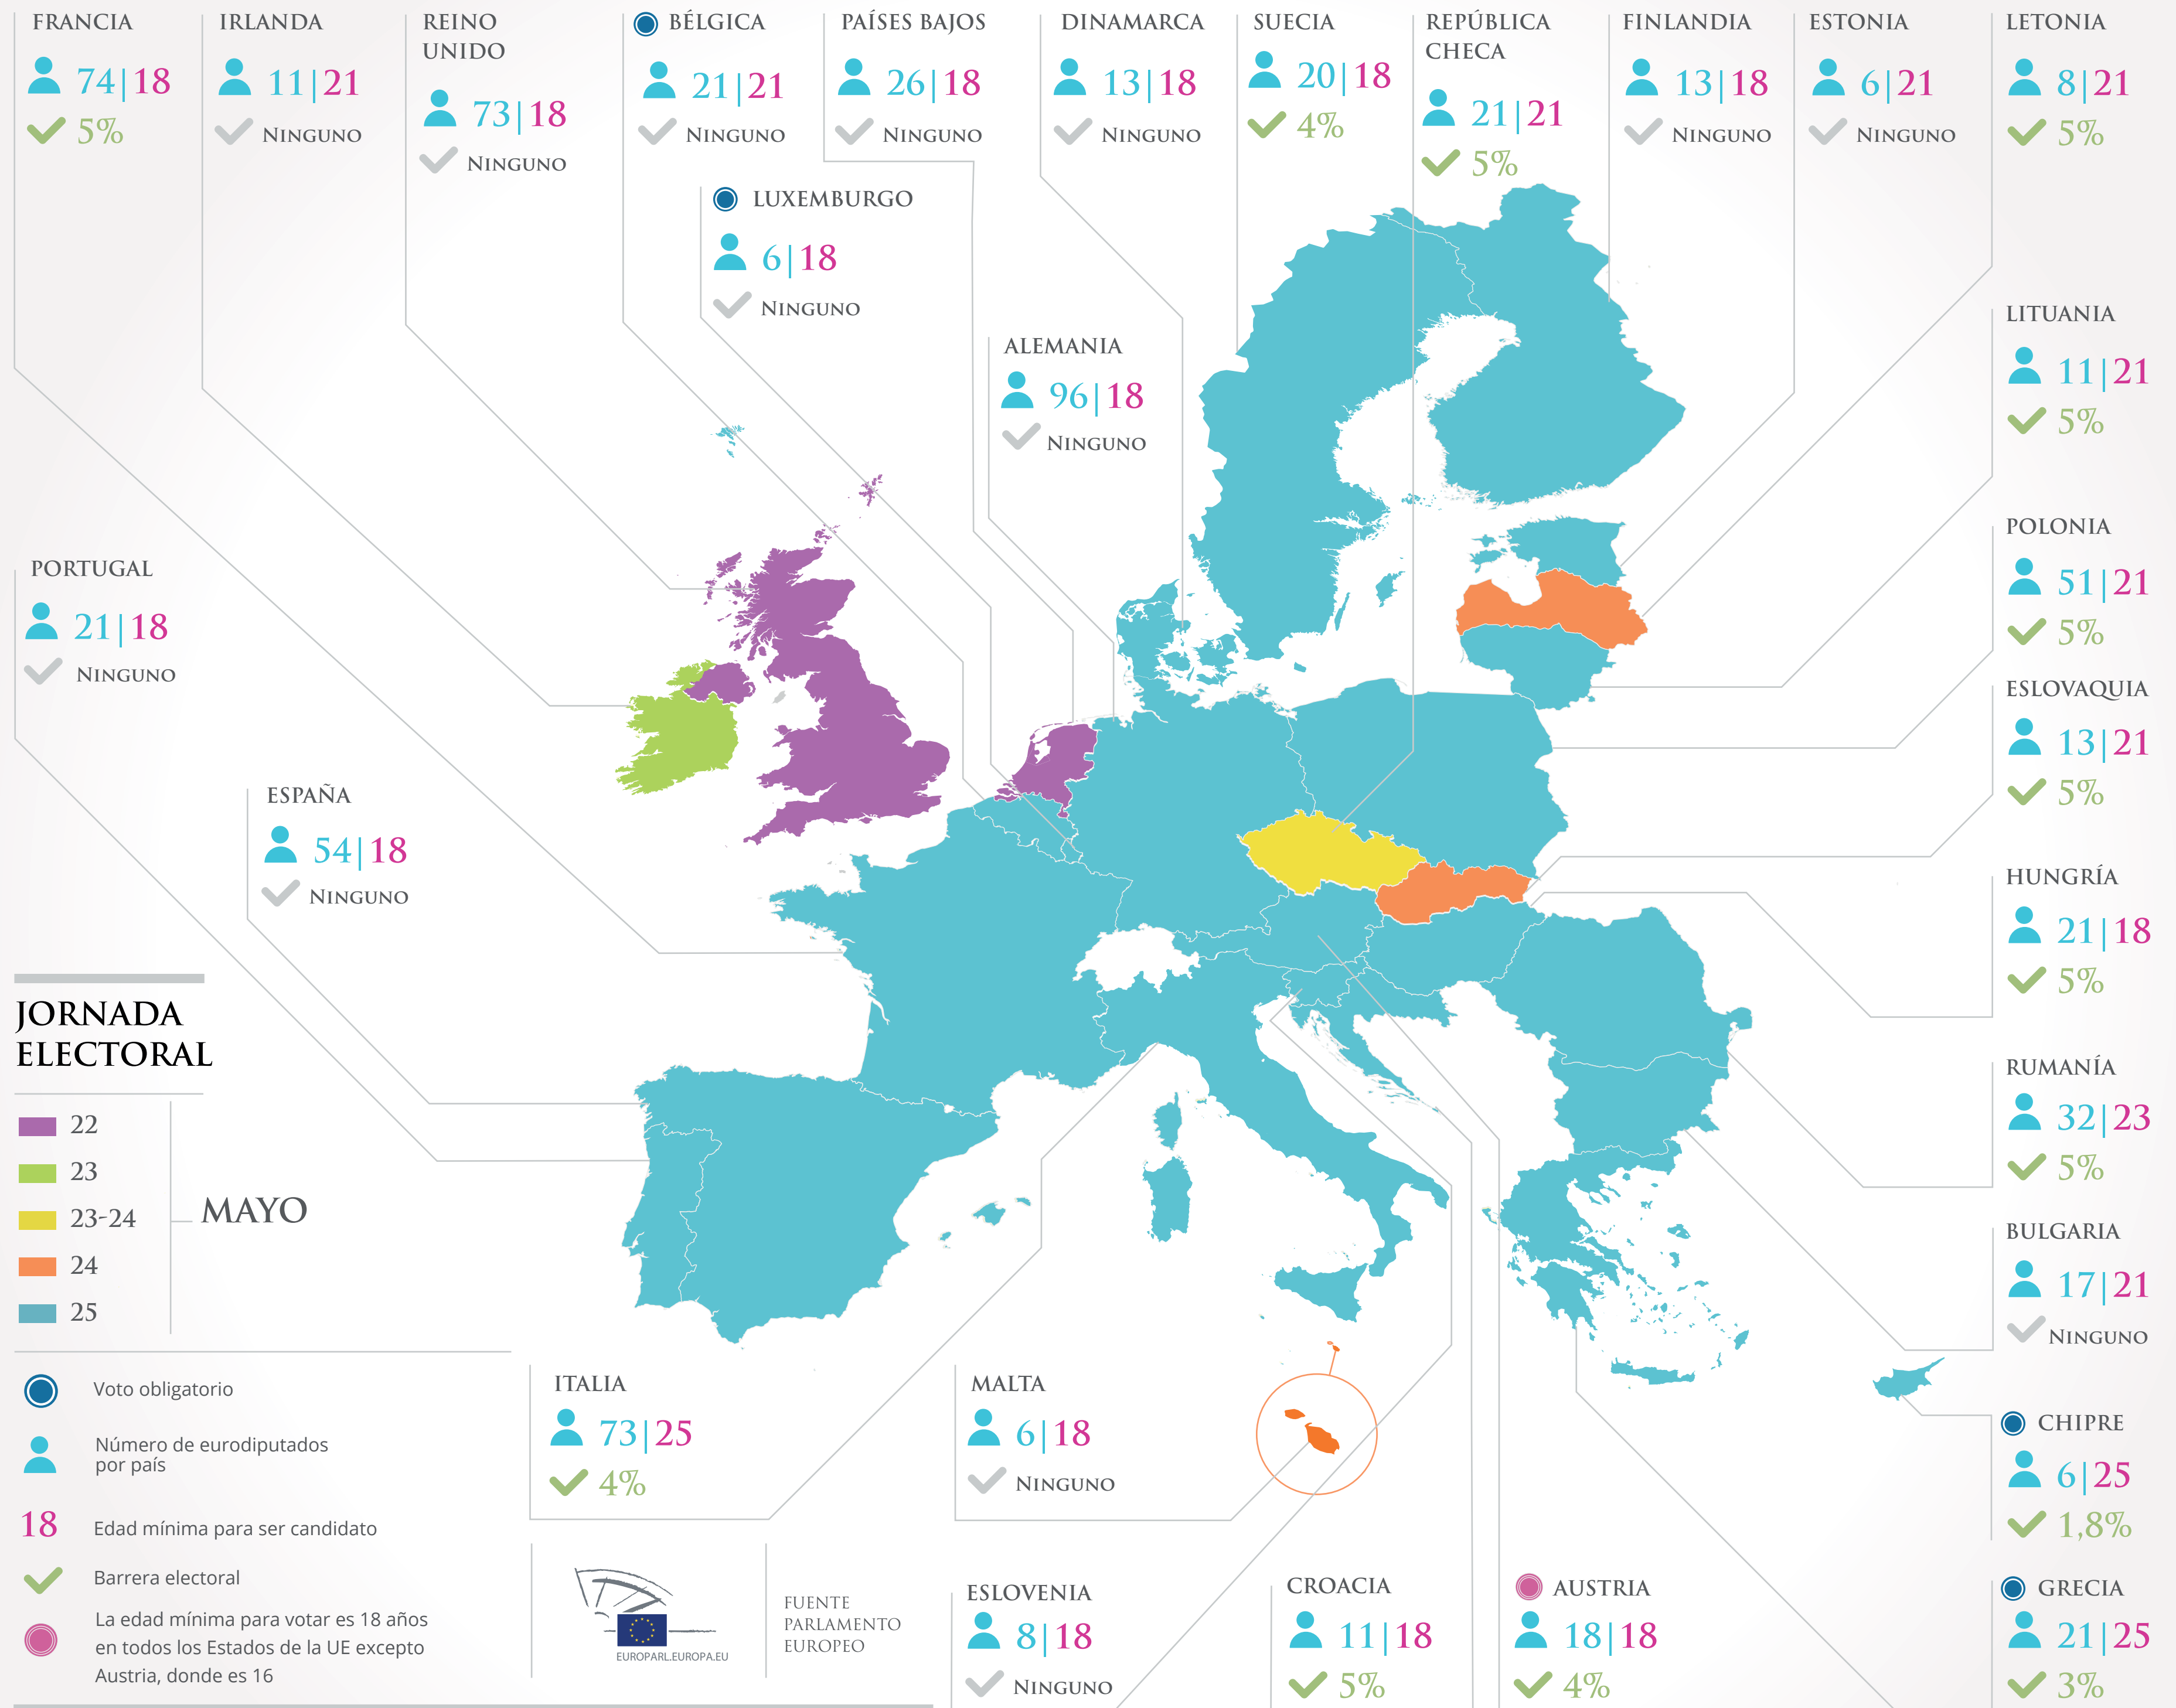 FRANCIA
74|18
5%
IRLANDA
11|21
Ninguno
REINO
UNIDO
73|18
Ninguno
BÉLGICA
21|21
Ninguno
PAÍSES BAJOS
26|18
Ninguno
DINAMARCA
13|18
Ninguno
SUECIA
20|18
4%
REPÚBLICA
CHECA
21|21
5%
FINLANDIA
13|18
Ninguno
ESTONIA
6|21
Ninguno
LETONIA
8|21
5%
LUXEMBURGO
6|18
Ninguno
ALEMANIA
96|18
Ninguno
LITUANIA
11|21
5%
POLONIA
51|21
5%
PORTUGAL
21|18
Ninguno
ESLOVAQUIA
13|21
5%
ESPAÑA
54|18
Ninguno
HUNGRÍA
21|18
5%
RUMANÍA
32|23
5%
BULGARIA
17|21
Ninguno
JORNADA
ELECTORAL
22
23
23-24
24
25
MAYO
Voto obligatorio
Número de eurodiputados
por país
18
Edad mínima para ser candidato
Barrera electoral
La edad mínima para votar es 18 años
en todos los Estados de la UE excepto
Austria, donde es 16
ITALIA
73|25
4%
MALTA
6|18
Ninguno
CHIPRE
6|25
1,8%
EUROPARL.EUROPA.EU
FUENTE
PARLAMENTO
EUROPEO
ESLOVENIA
8|18
Ninguno
CROACIA
11|18
5%
AUSTRIA
18|18
4%
GRECIA
21|25
3%